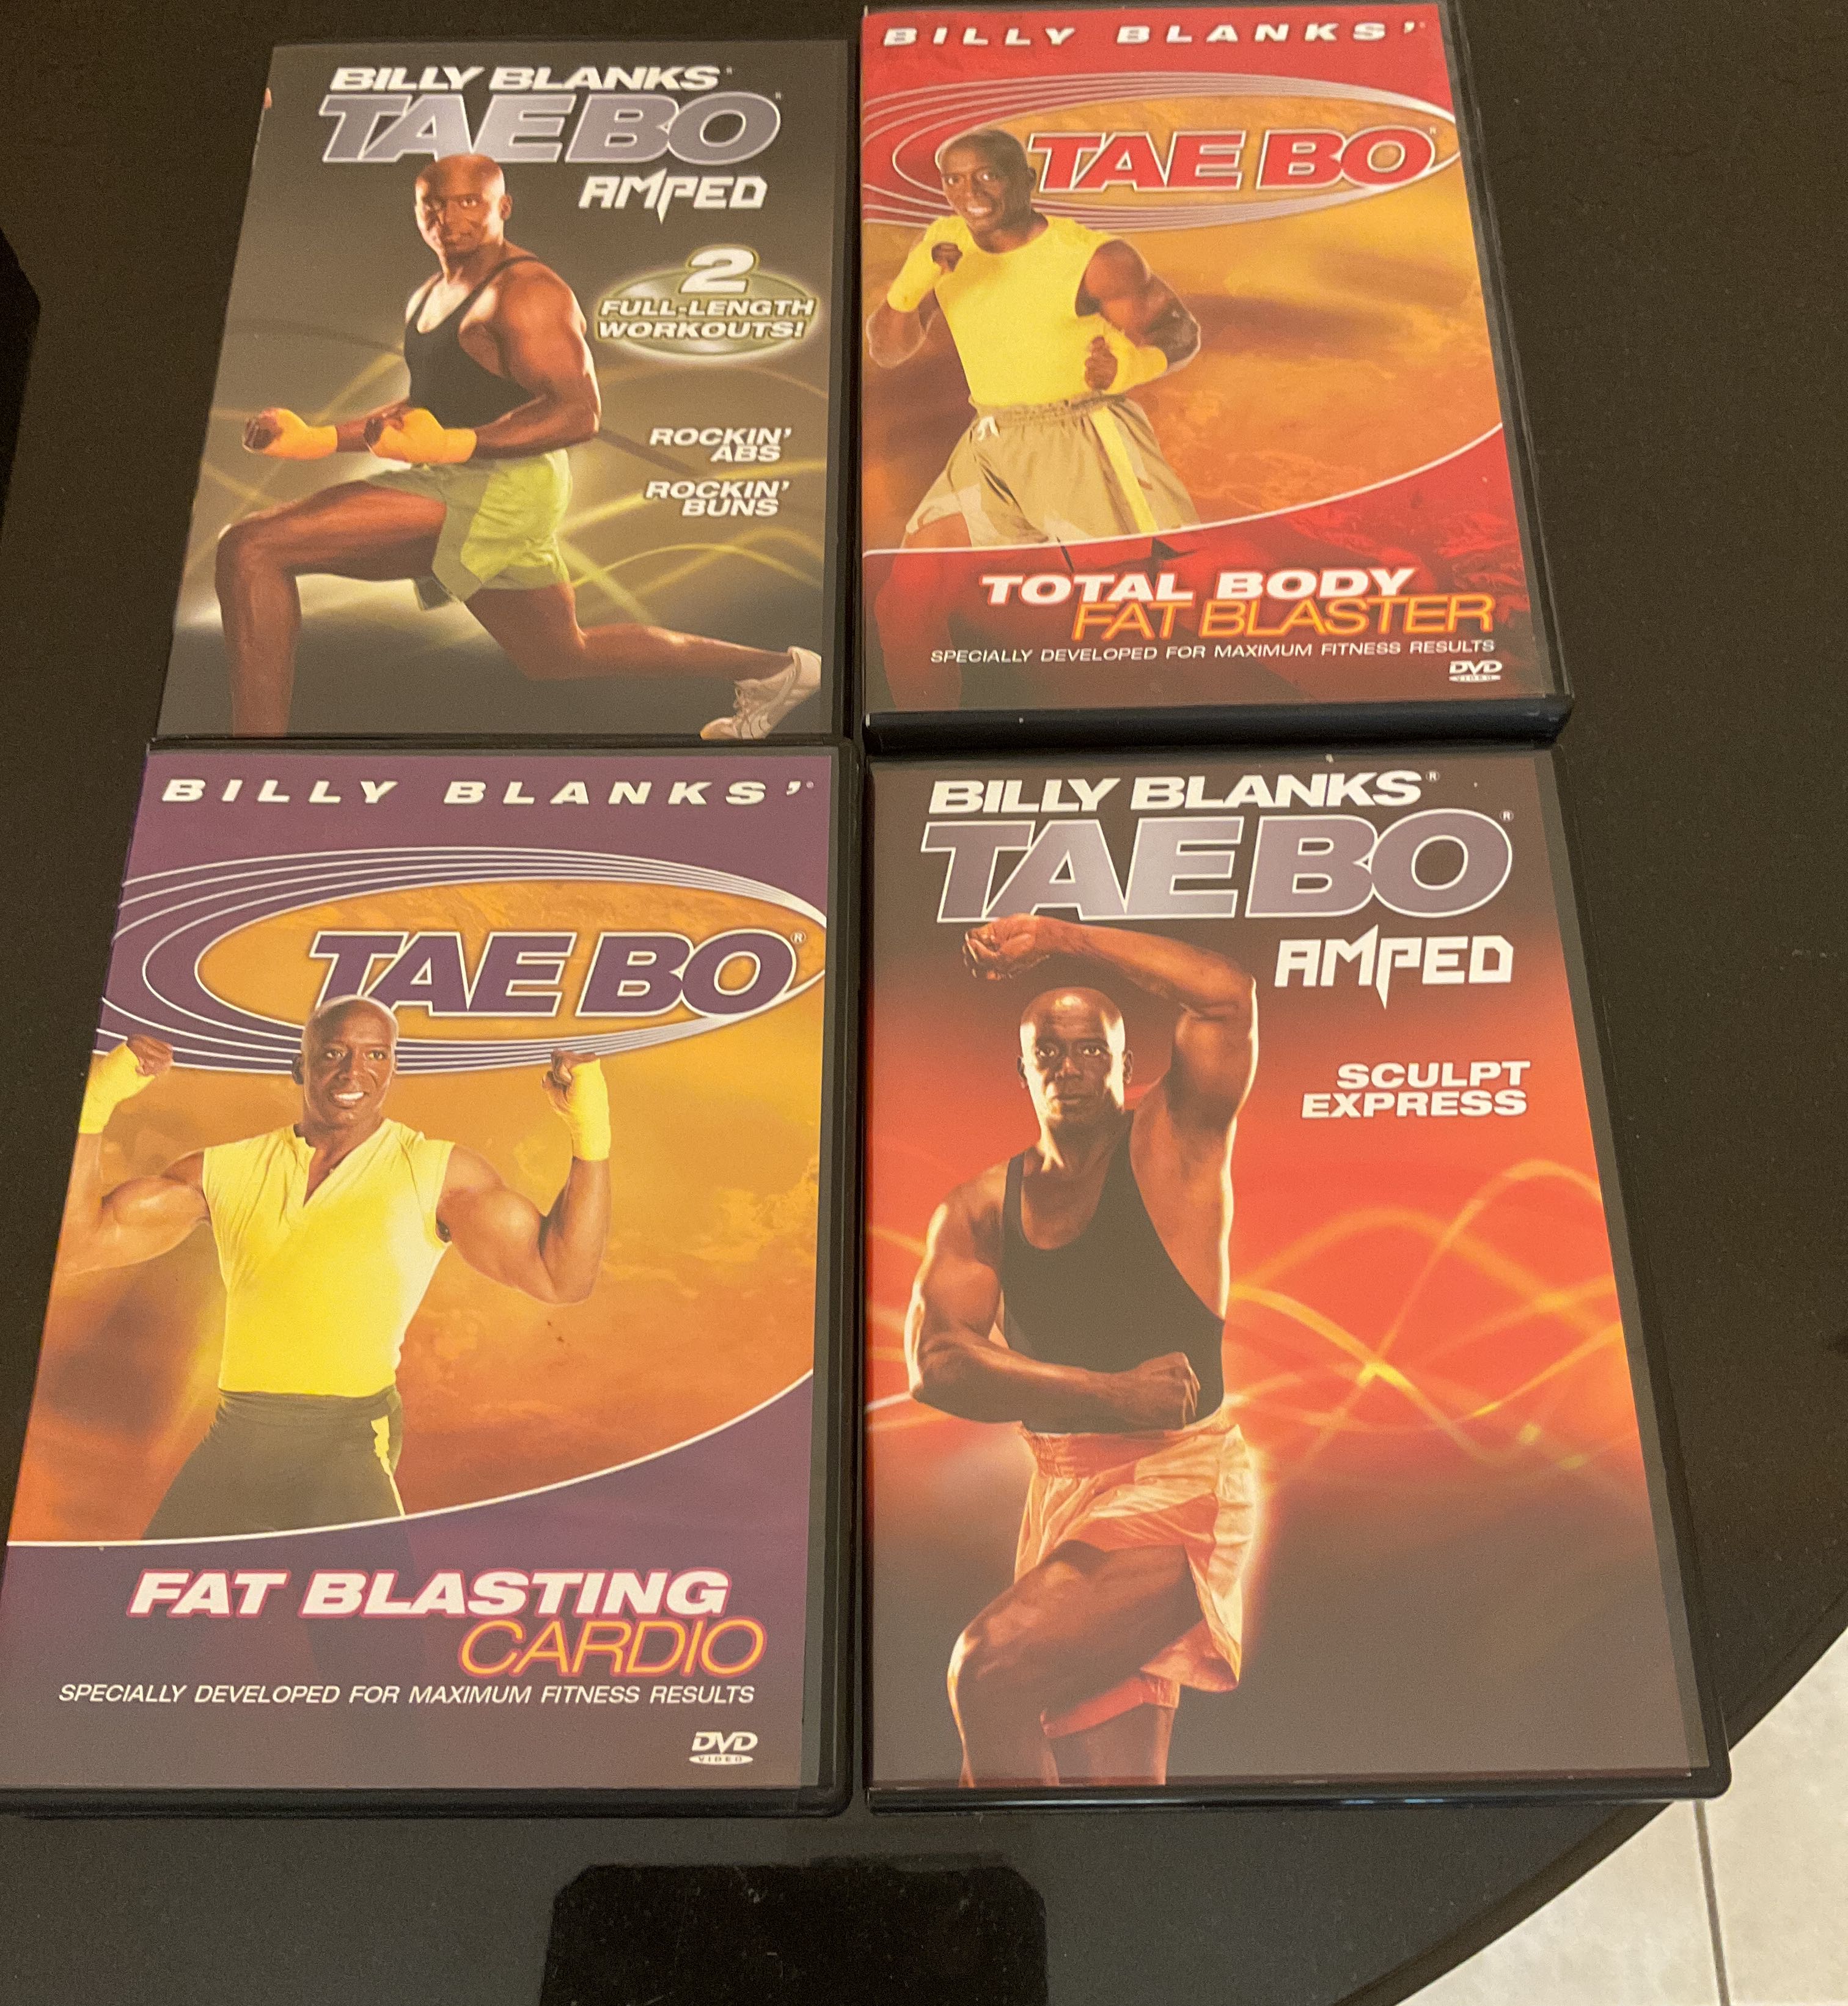 BILLY BLANKS®
TAE BO®
AMPED
2
FULL-LENGTH
WORKOUTS!
ROCKIN'
ABS
ROCKIN'
BUNS
BILLY BLANKS'®
TAE BO®
TOTAL BODY
FAT BLASTER
SPECIALLY DEVELOPED FOR MAXIMUM FITNESS RESULTS
DVD
VIDEO
BILLY BLANKS'®
TAE BO®
FAT BLASTING
CARDIO
SPECIALLY DEVELOPED FOR MAXIMUM FITNESS RESULTS
DVD
VIDEO
BILLY BLANKS®
TAE BO®
AMPED
SCULPT
EXPRESS